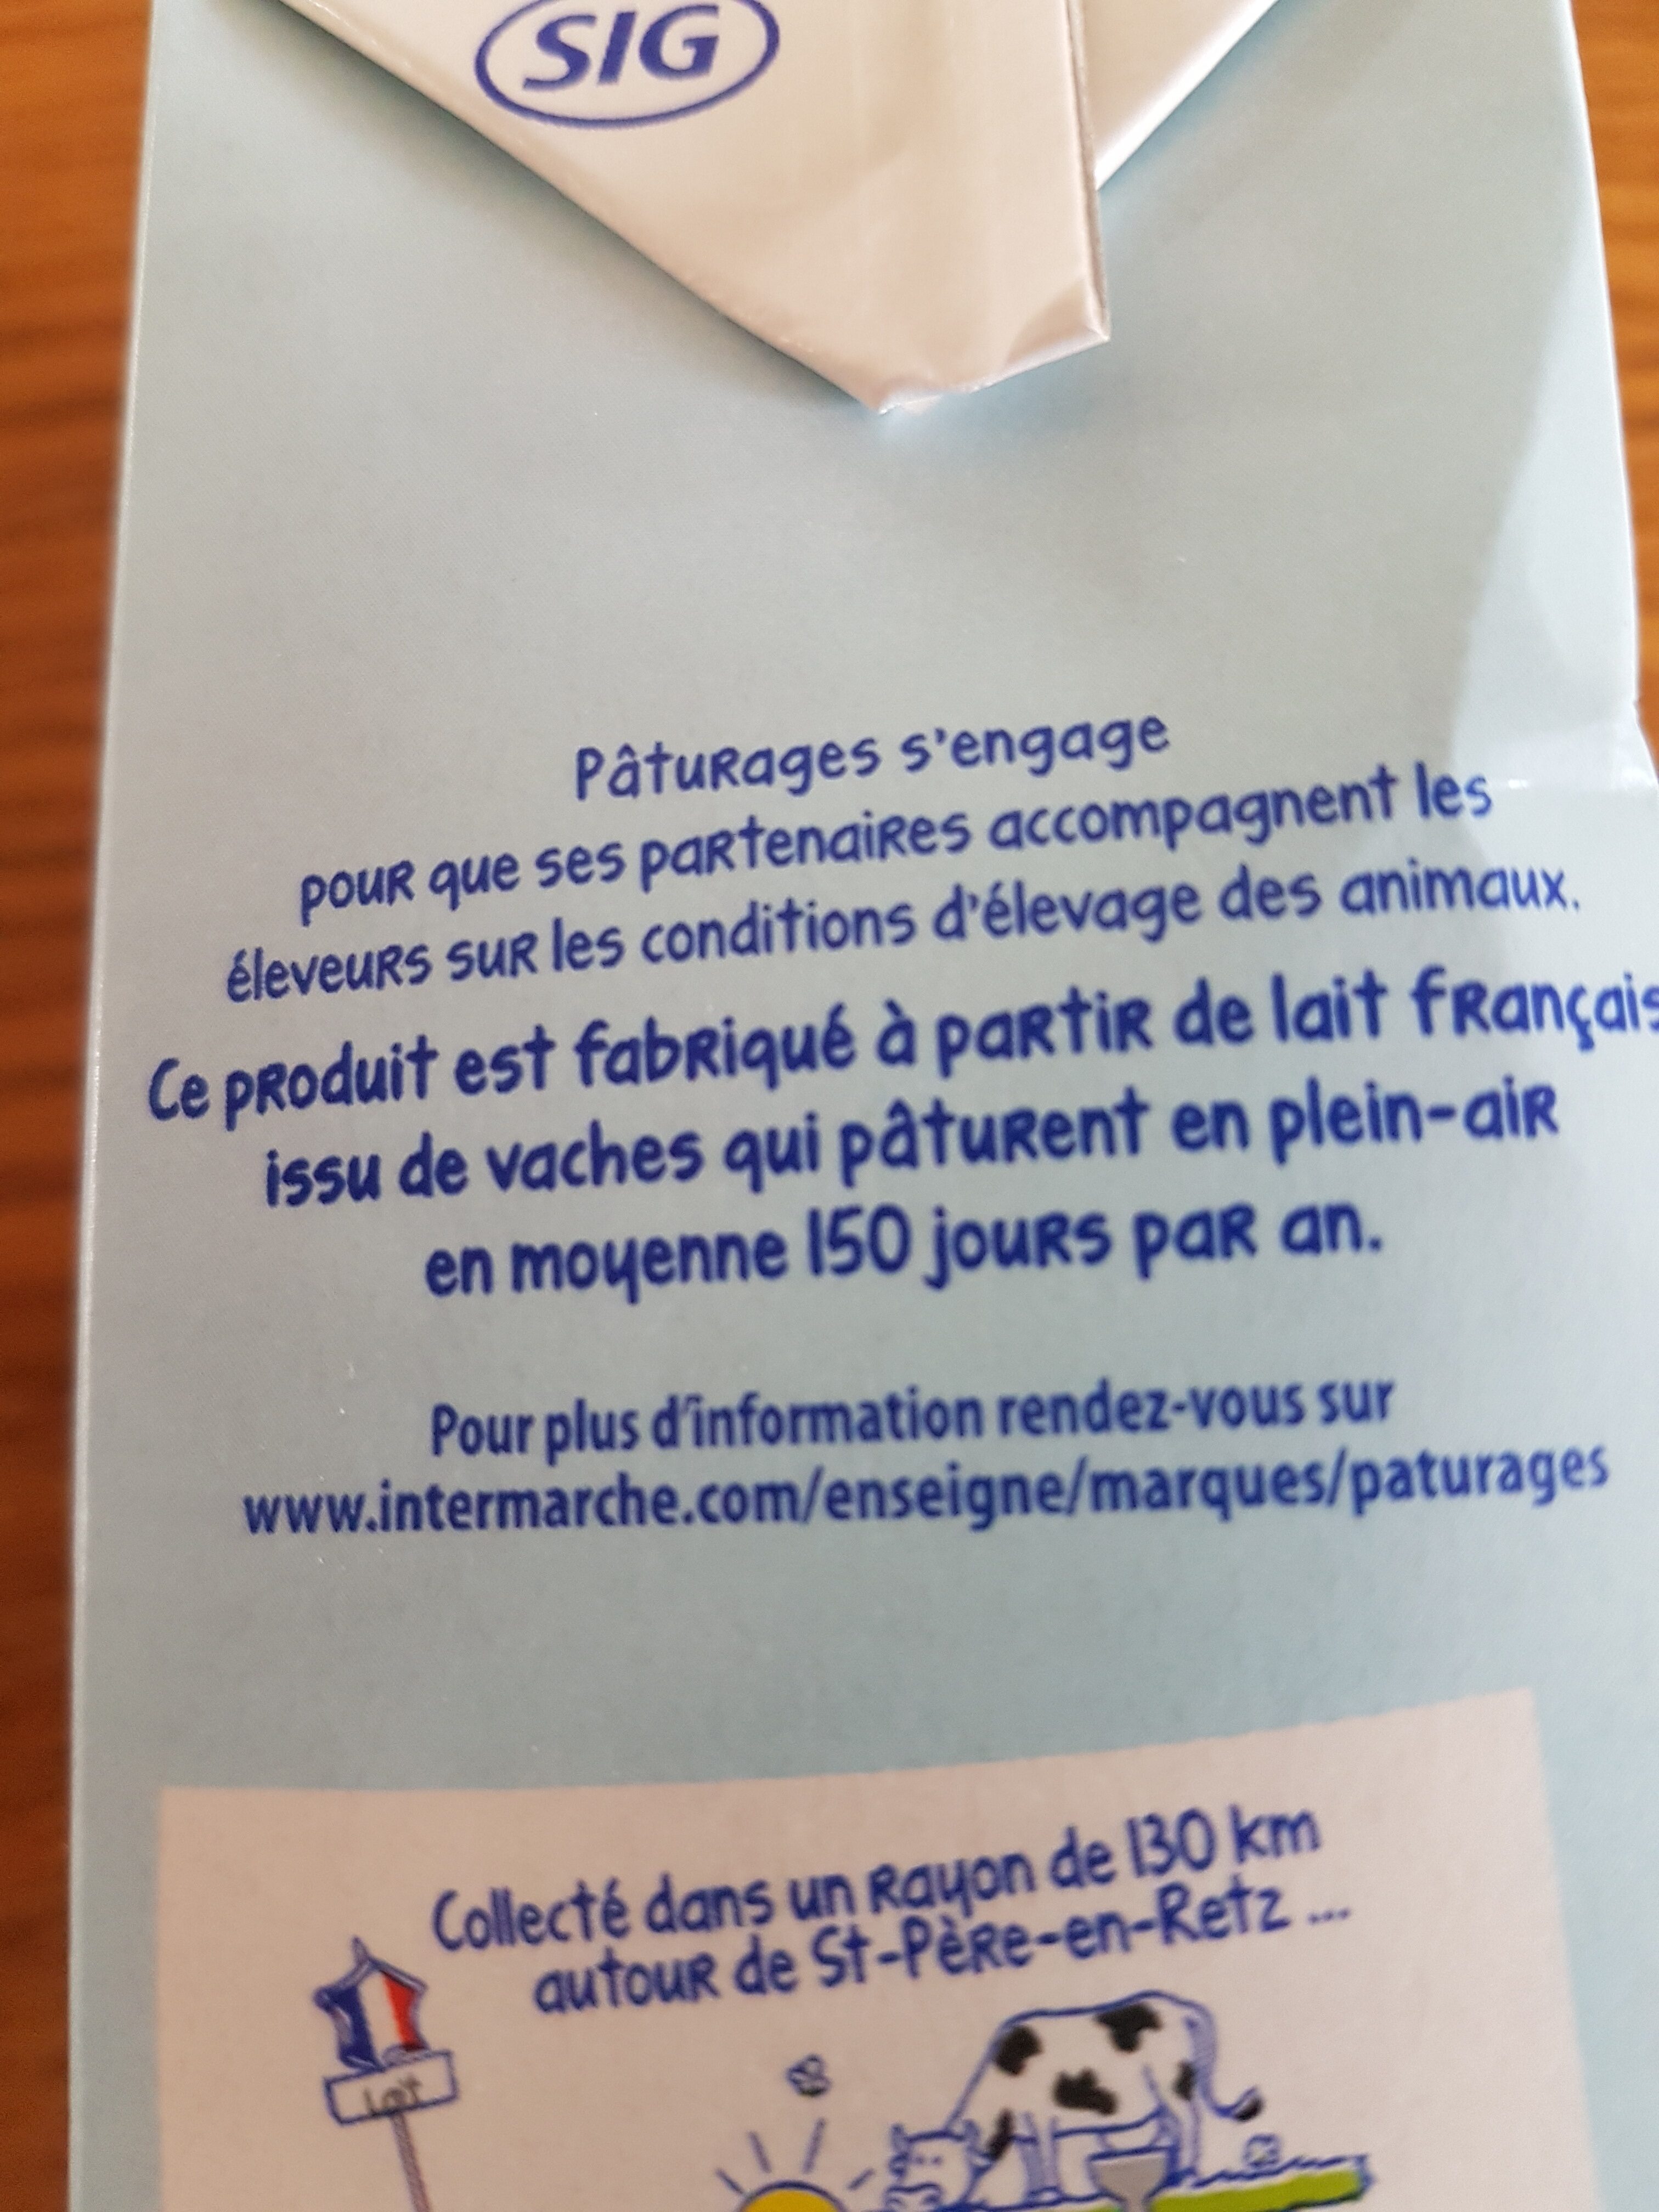 SIG
Pâturages s'engage
pour que ses partenaires accompagnent les
éleveurs sur les conditions d'élevage des animaux.
Ce produit est fabriqué à partir de lait français
issu de vaches qui pâturent en plein-air
en moyenne 150 jours par an.
Pour plus d'information rendez-vous sur
www.intermarche.com/enseigne/marques/paturages
Collecté dans un rayon de 130 km
autour de St-Père-en-Retz ...
Lait